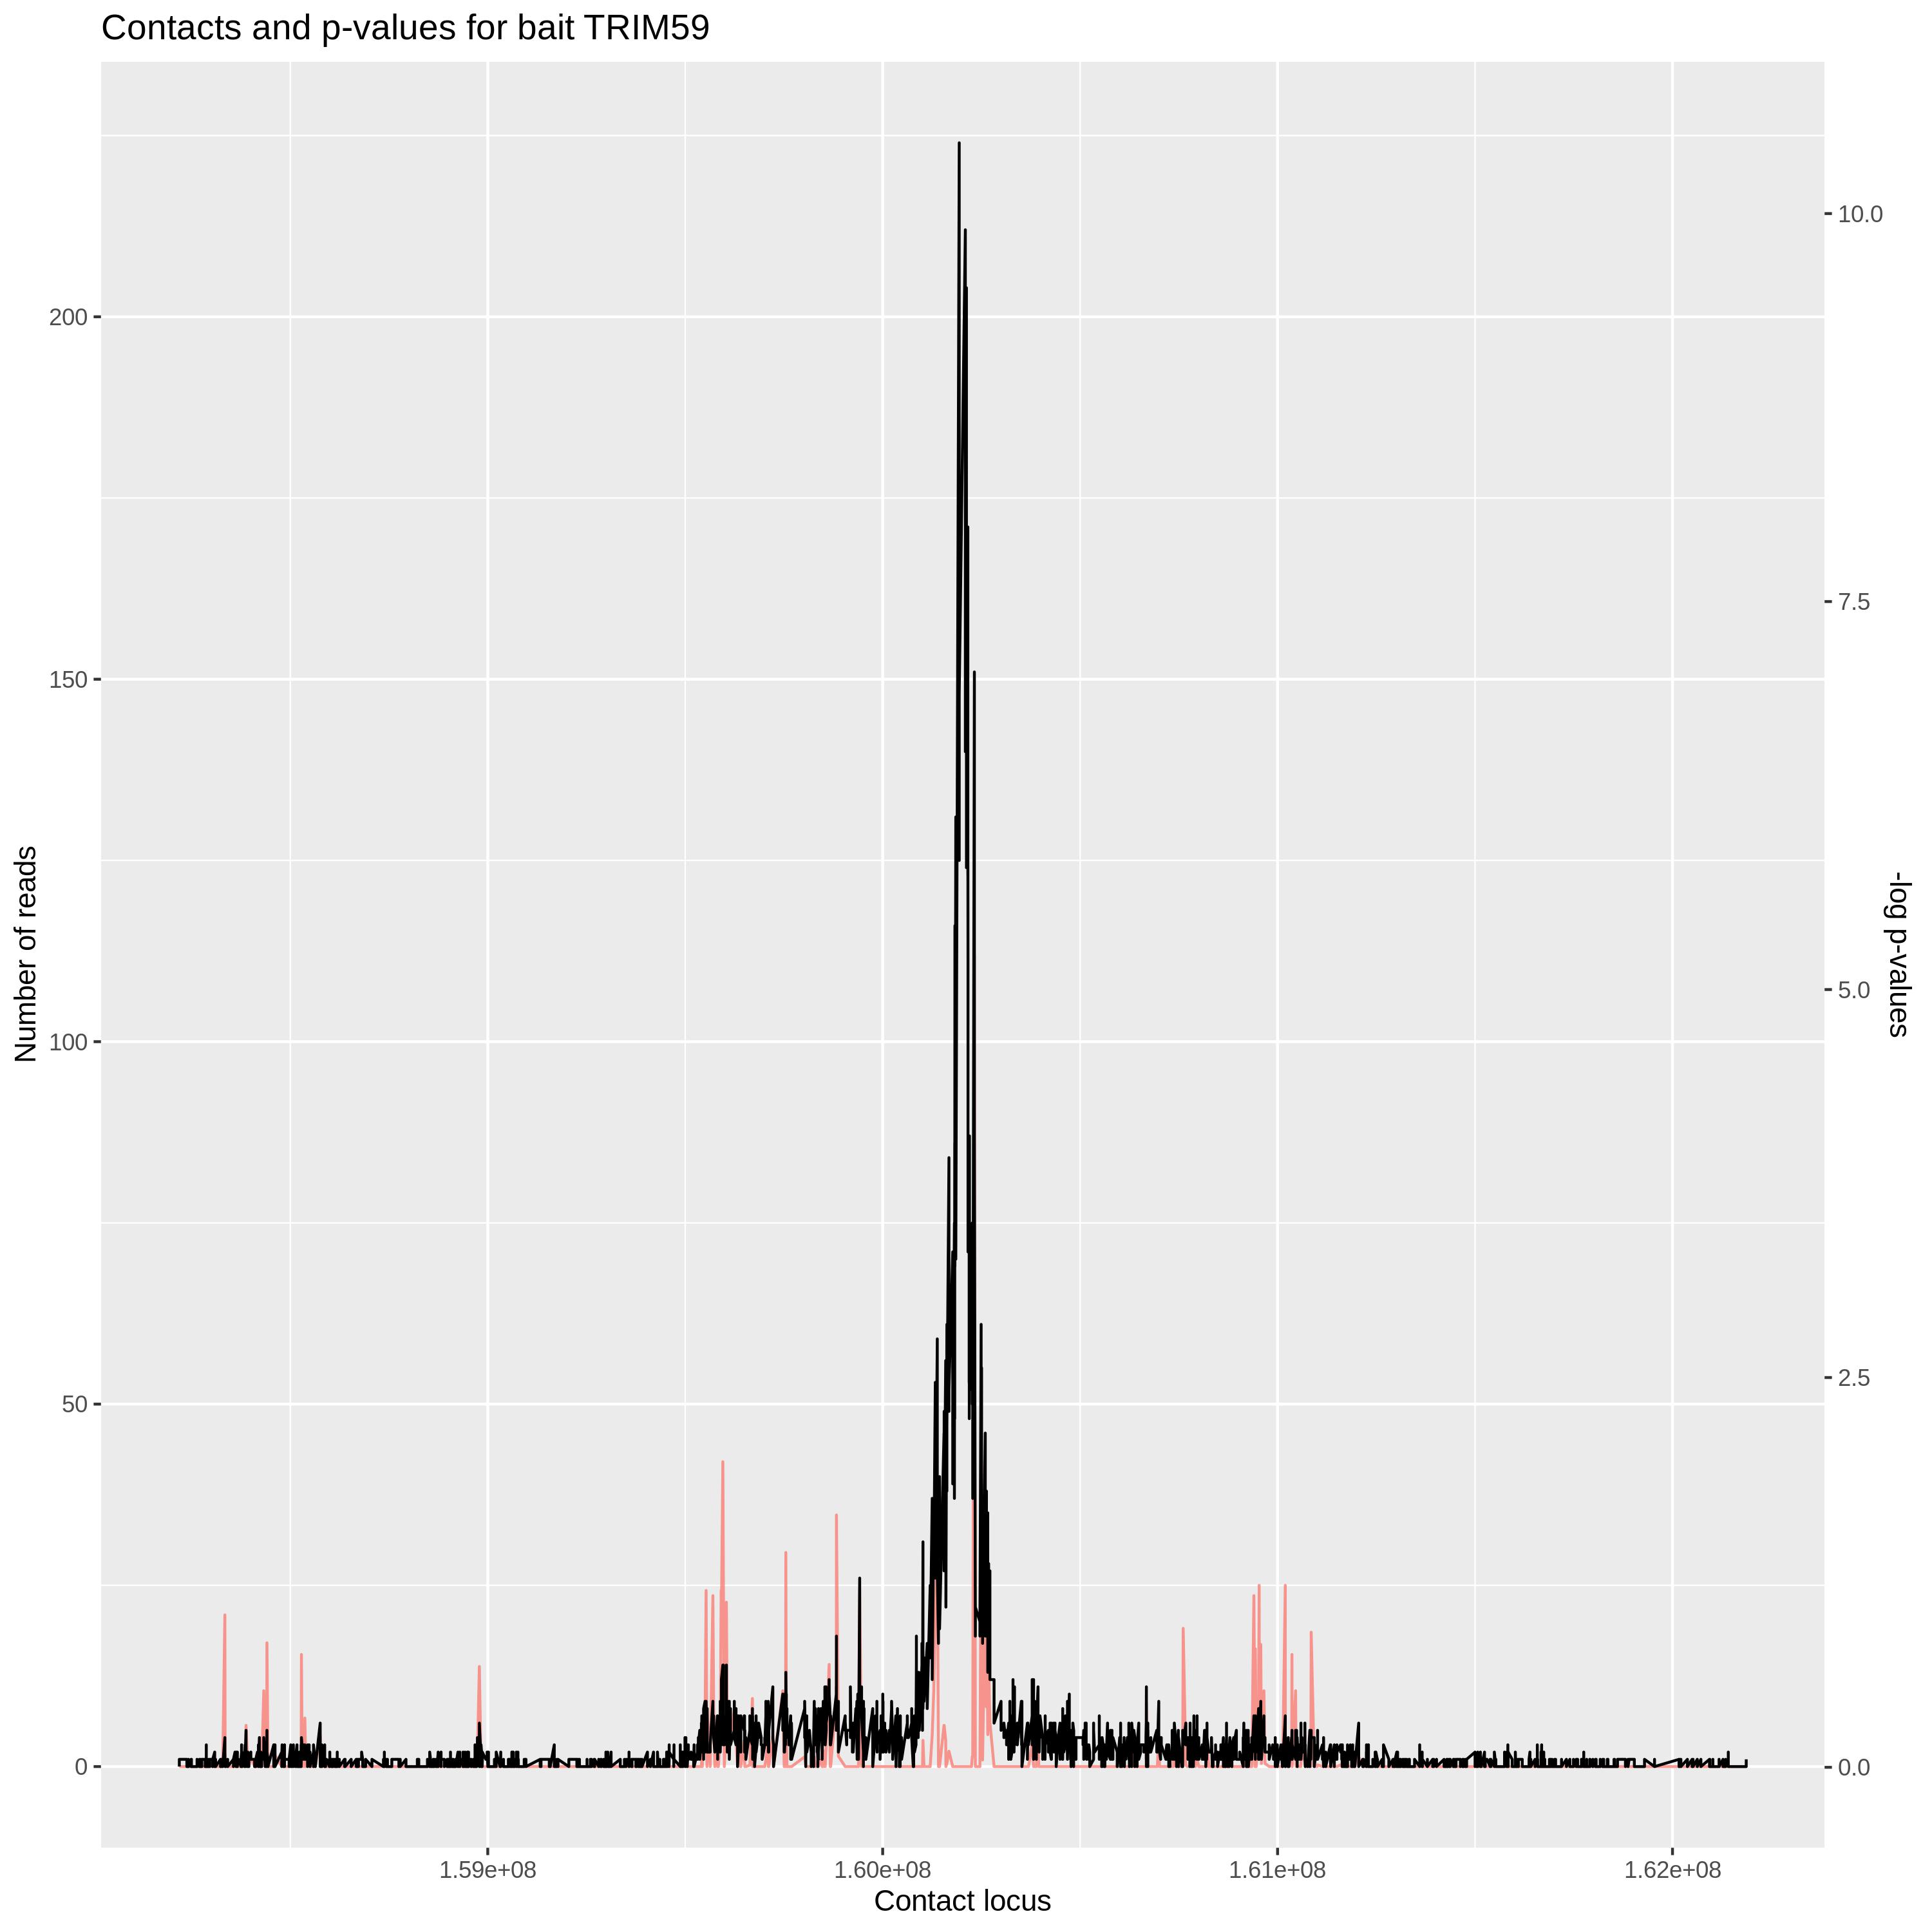 Contacts and p-values for bait TRIM59
Number of reads
200
150
100
50
0
10.0
7.5
5.0
2.5
0.0
-log p-values
1.59e+08
1.60e+08
1.61e+08
1.62e+08
Contact locus